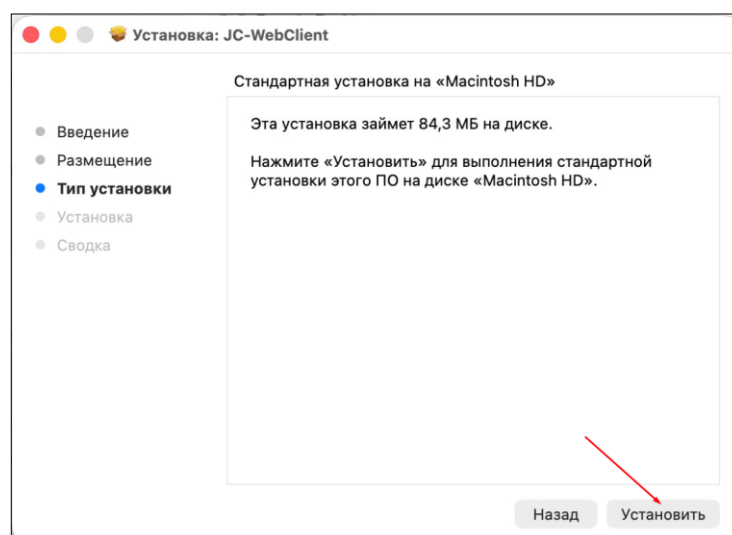 Установка: JC-WebClient
Стандартная установка на «Macintosh HD»
Введение
Размещение
Тип установки
Установка
Сводка
Эта установка займет 84,3 МБ на диске.
Нажмите «Установить» для выполнения стандартной
установки этого ПО на диске «Macintosh HD».
Назад
Установить